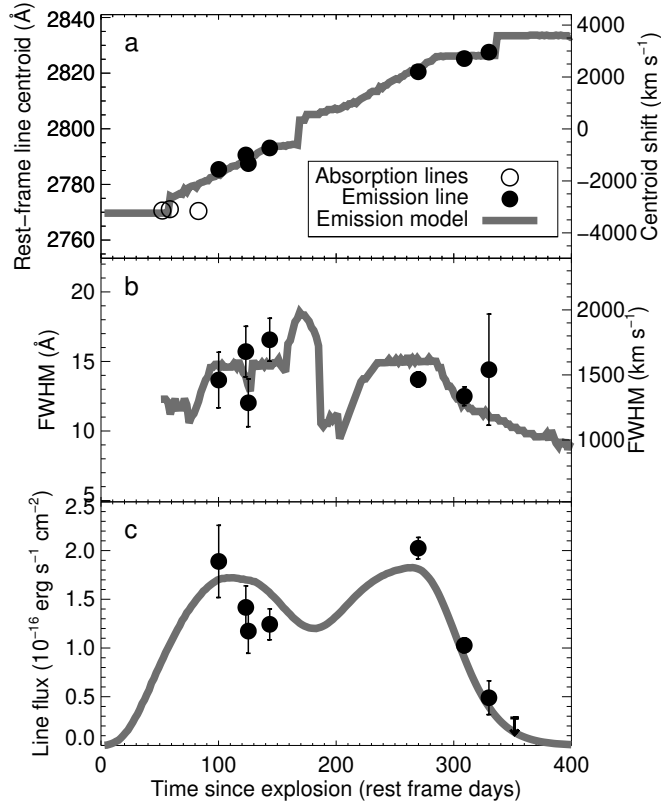 a
Rest-frame line centroid (Å)
2840
2820
2800
2780
2760
4000
2000
0
-2000
-4000
Centroid shift (km s⁻¹)
Absorption lines
Emission line
Emission model
b
FWHM (Å)
20
15
10
5
2000
1500
1000
FWHM (km s⁻¹)
c
Line flux (10⁻¹⁶ erg s⁻¹ cm⁻²)
2.5
2.0
1.5
1.0
0.5
0.0
0 100 200 300 400
Time since explosion (rest frame days)